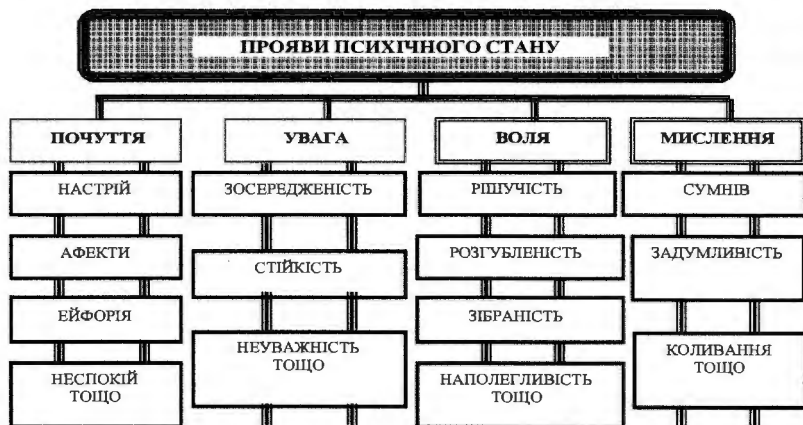 ПРОЯВИ ПСИХІЧНОГО СТАНУ
ПОЧУТТЯ
НАСТРІЙ
АФЕКТИ
ЕЙФОРІЯ
НЕСПОКІЙ
ТОЩО
УВАГА
ЗОСЕРЕДЖЕНІСТЬ
СТІЙКІСТЬ
НЕУВАЖНІСТЬ
ТОЩО
ВОЛЯ
РІШУЧІСТЬ
РОЗГУБЛЕНІСТЬ
ЗІБРАНІСТЬ
НАПОЛЕГЛИВІСТЬ
ТОЩО
МИСЛЕННЯ
СУМНІВ
ЗАДУМЛИВІСТЬ
КОЛИВАННЯ
ТОЩО